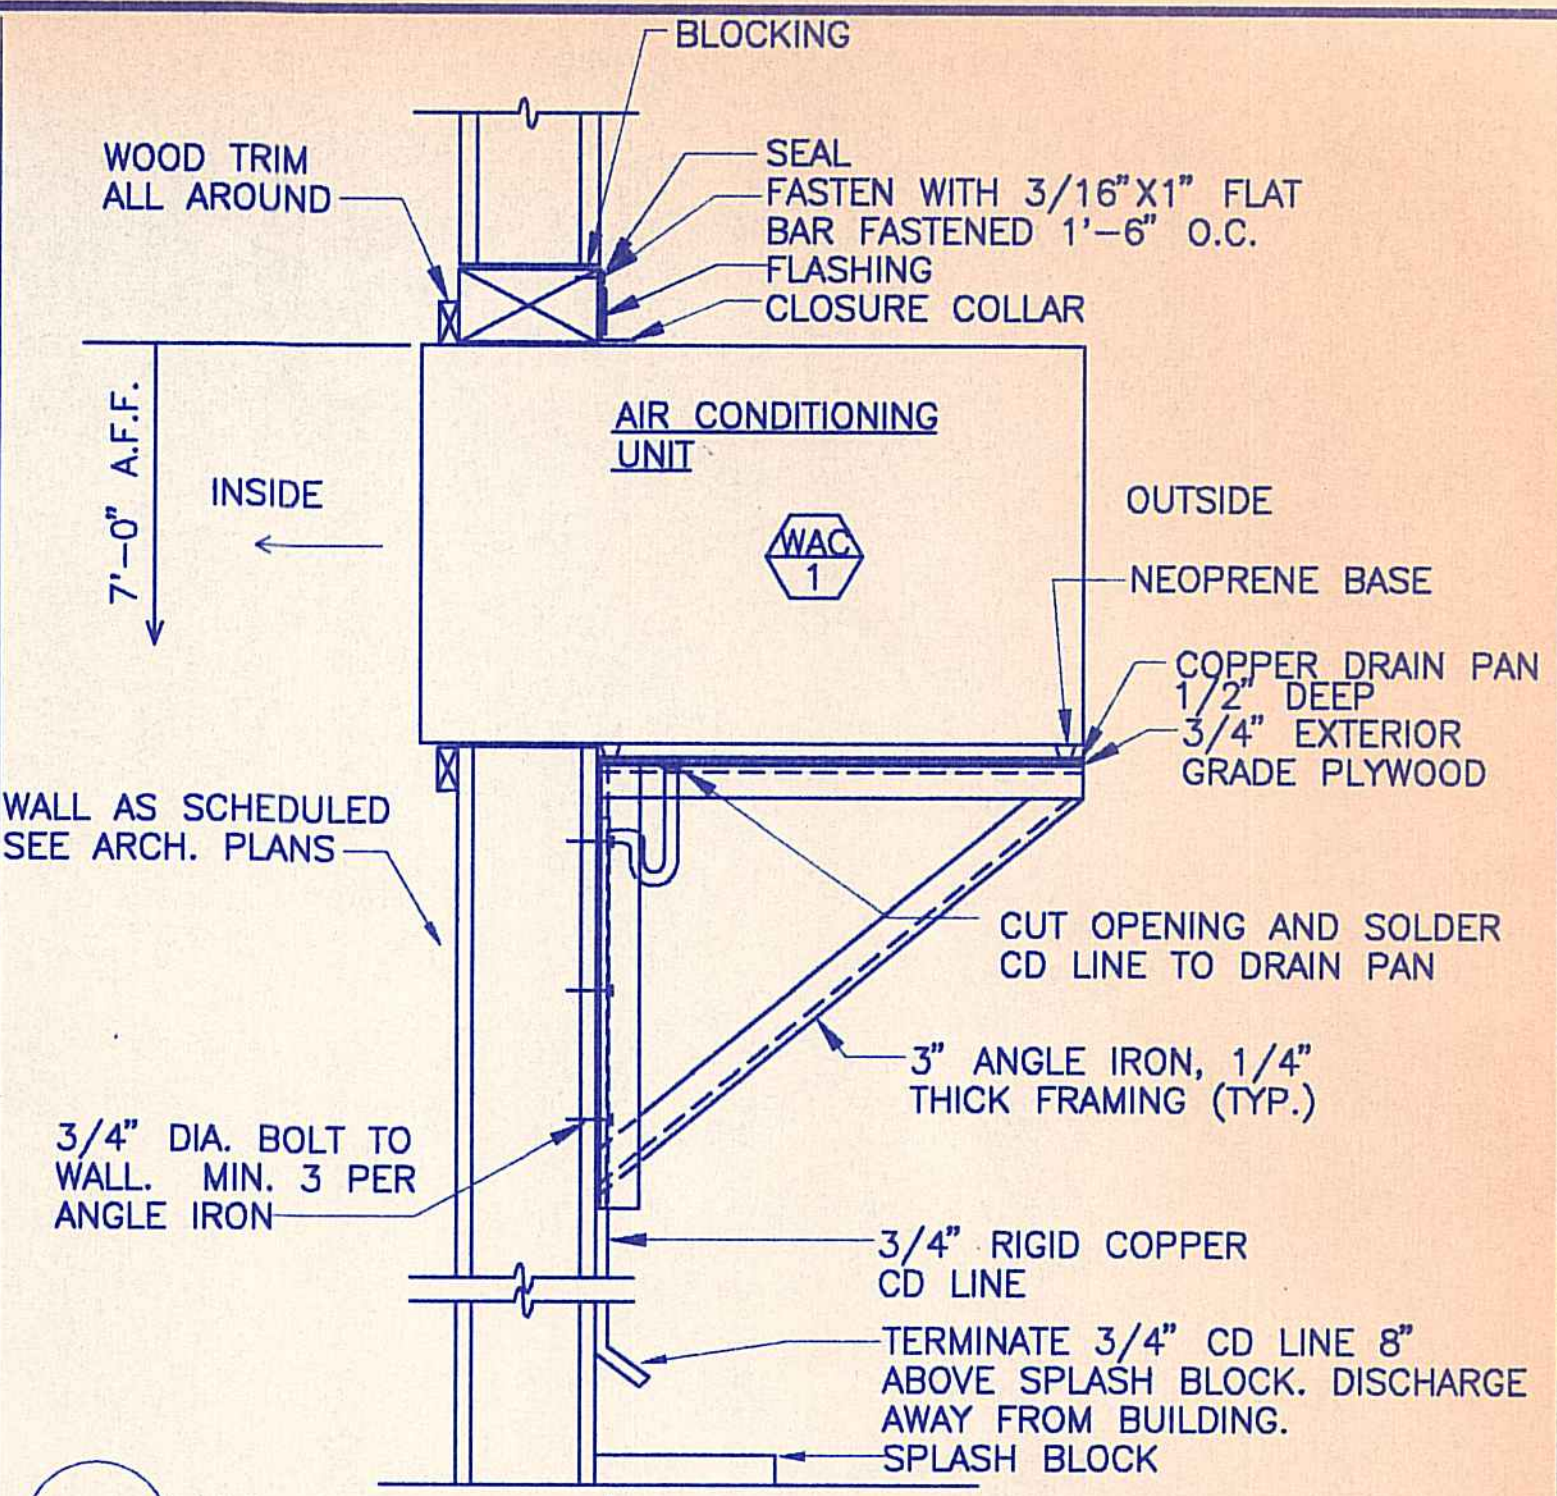 BLOCKING
WOOD TRIM
ALL AROUND
SEAL
FASTEN WITH 3/16"X1" FLAT
BAR FASTENED 1'-6" O.C.
FLASHING
CLOSURE COLLAR
7'-0" A.F.F.
INSIDE
AIR CONDITIONING
UNIT
WAC
1
OUTSIDE
NEOPRENE BASE
COPPER DRAIN PAN
1/2" DEEP
3/4" EXTERIOR
GRADE PLYWOOD
WALL AS SCHEDULED
SEE ARCH. PLANS
CUT OPENING AND SOLDER
CD LINE TO DRAIN PAN
3" ANGLE IRON, 1/4"
THICK FRAMING (TYP.)
3/4" DIA. BOLT TO
WALL. MIN. 3 PER
ANGLE IRON
3/4" RIGID COPPER
CD LINE
TERMINATE 3/4" CD LINE 8"
ABOVE SPLASH BLOCK. DISCHARGE
AWAY FROM BUILDING.
SPLASH BLOCK